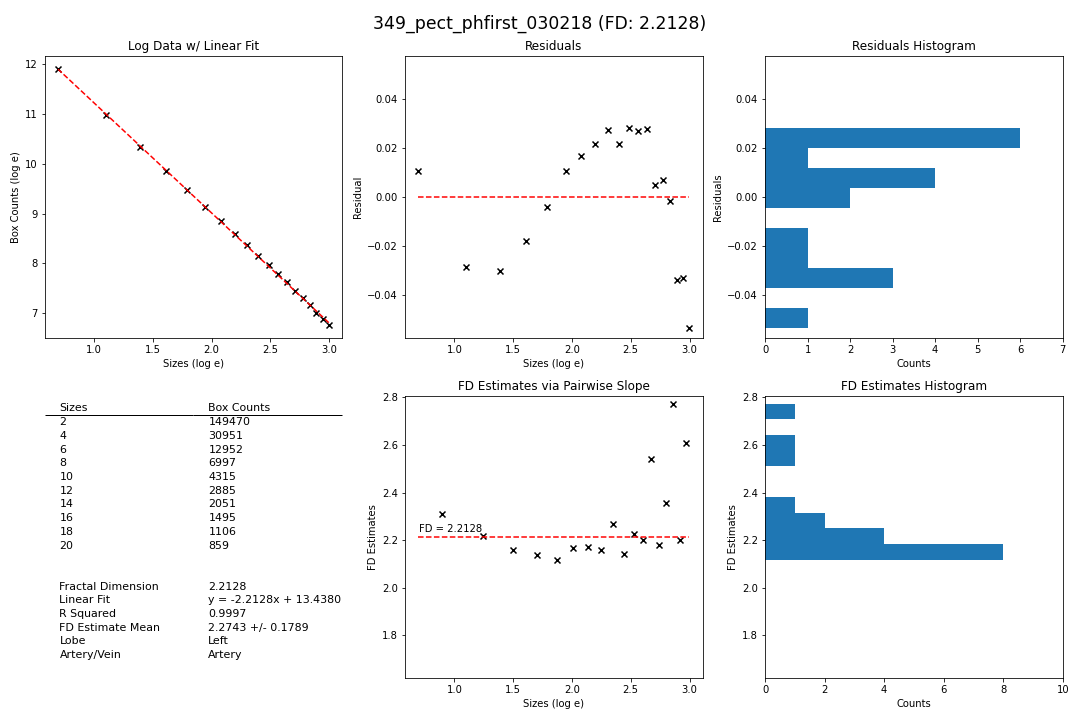 349_pect_phfirst_030218 (FD: 2.2128)
Log Data w/ Linear Fit
12
11
10
9
8
7
Box Counts (log e)
1.0 1.5 2.0 2.5 3.0
Sizes (log e)
Residuals
0.04
0.02
0.00
−0.02
−0.04
Residual
1.0 1.5 2.0 2.5 3.0
Sizes (log e)
Residuals Histogram
0.04
0.02
0.00
−0.02
−0.04
Residuals
0 1 2 3 4 5 6 7
Counts
Sizes Box Counts
2 149470
4 30951
6 12952
8 6997
10 4315
12 2885
14 2051
16 1495
18 1106
20 859
Fractal Dimension 2.2128
Linear Fit y = -2.2128x + 13.4380
R Squared 0.9997
FD Estimate Mean 2.2743 +/- 0.1789
Lobe Left
Artery/Vein Artery
FD Estimates via Pairwise Slope
2.8
2.6
2.4
2.2
2.0
1.8
FD Estimates
FD = 2.2128
1.0 1.5 2.0 2.5 3.0
Sizes (log e)
FD Estimates Histogram
2.8
2.6
2.4
2.2
2.0
1.8
FD Estimates
0 2 4 6 8 10
Counts